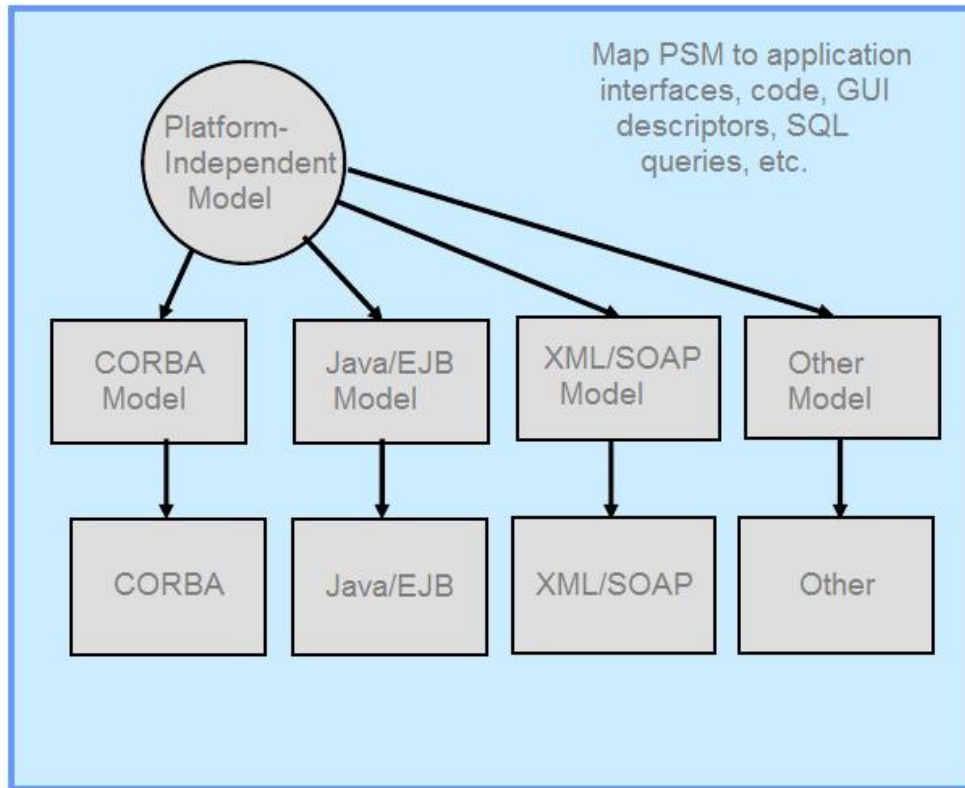 Map PSM to application
interfaces, code, GUI
descriptors, SQL
queries, etc.
Platform-
Independent
Model
CORBA
Model
Java/EJB
Model
XML/SOAP
Model
Other
Model
CORBA
Java/EJB
XML/SOAP
Other